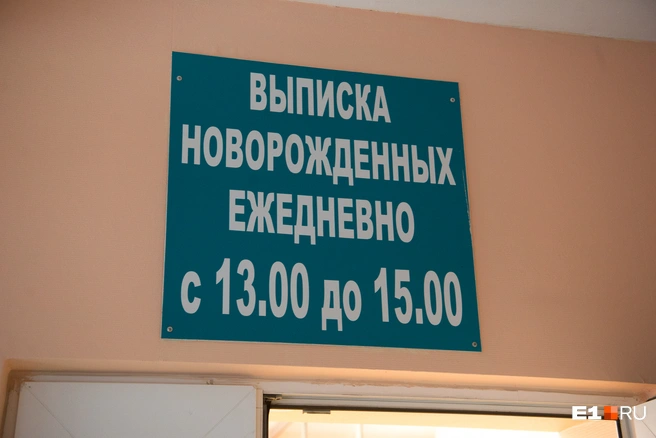 ВЫПИСКА
НОВОРОЖДЕННЫХ
ЕЖЕДНЕВНО
с 13.00 до 15.00
E1.RU